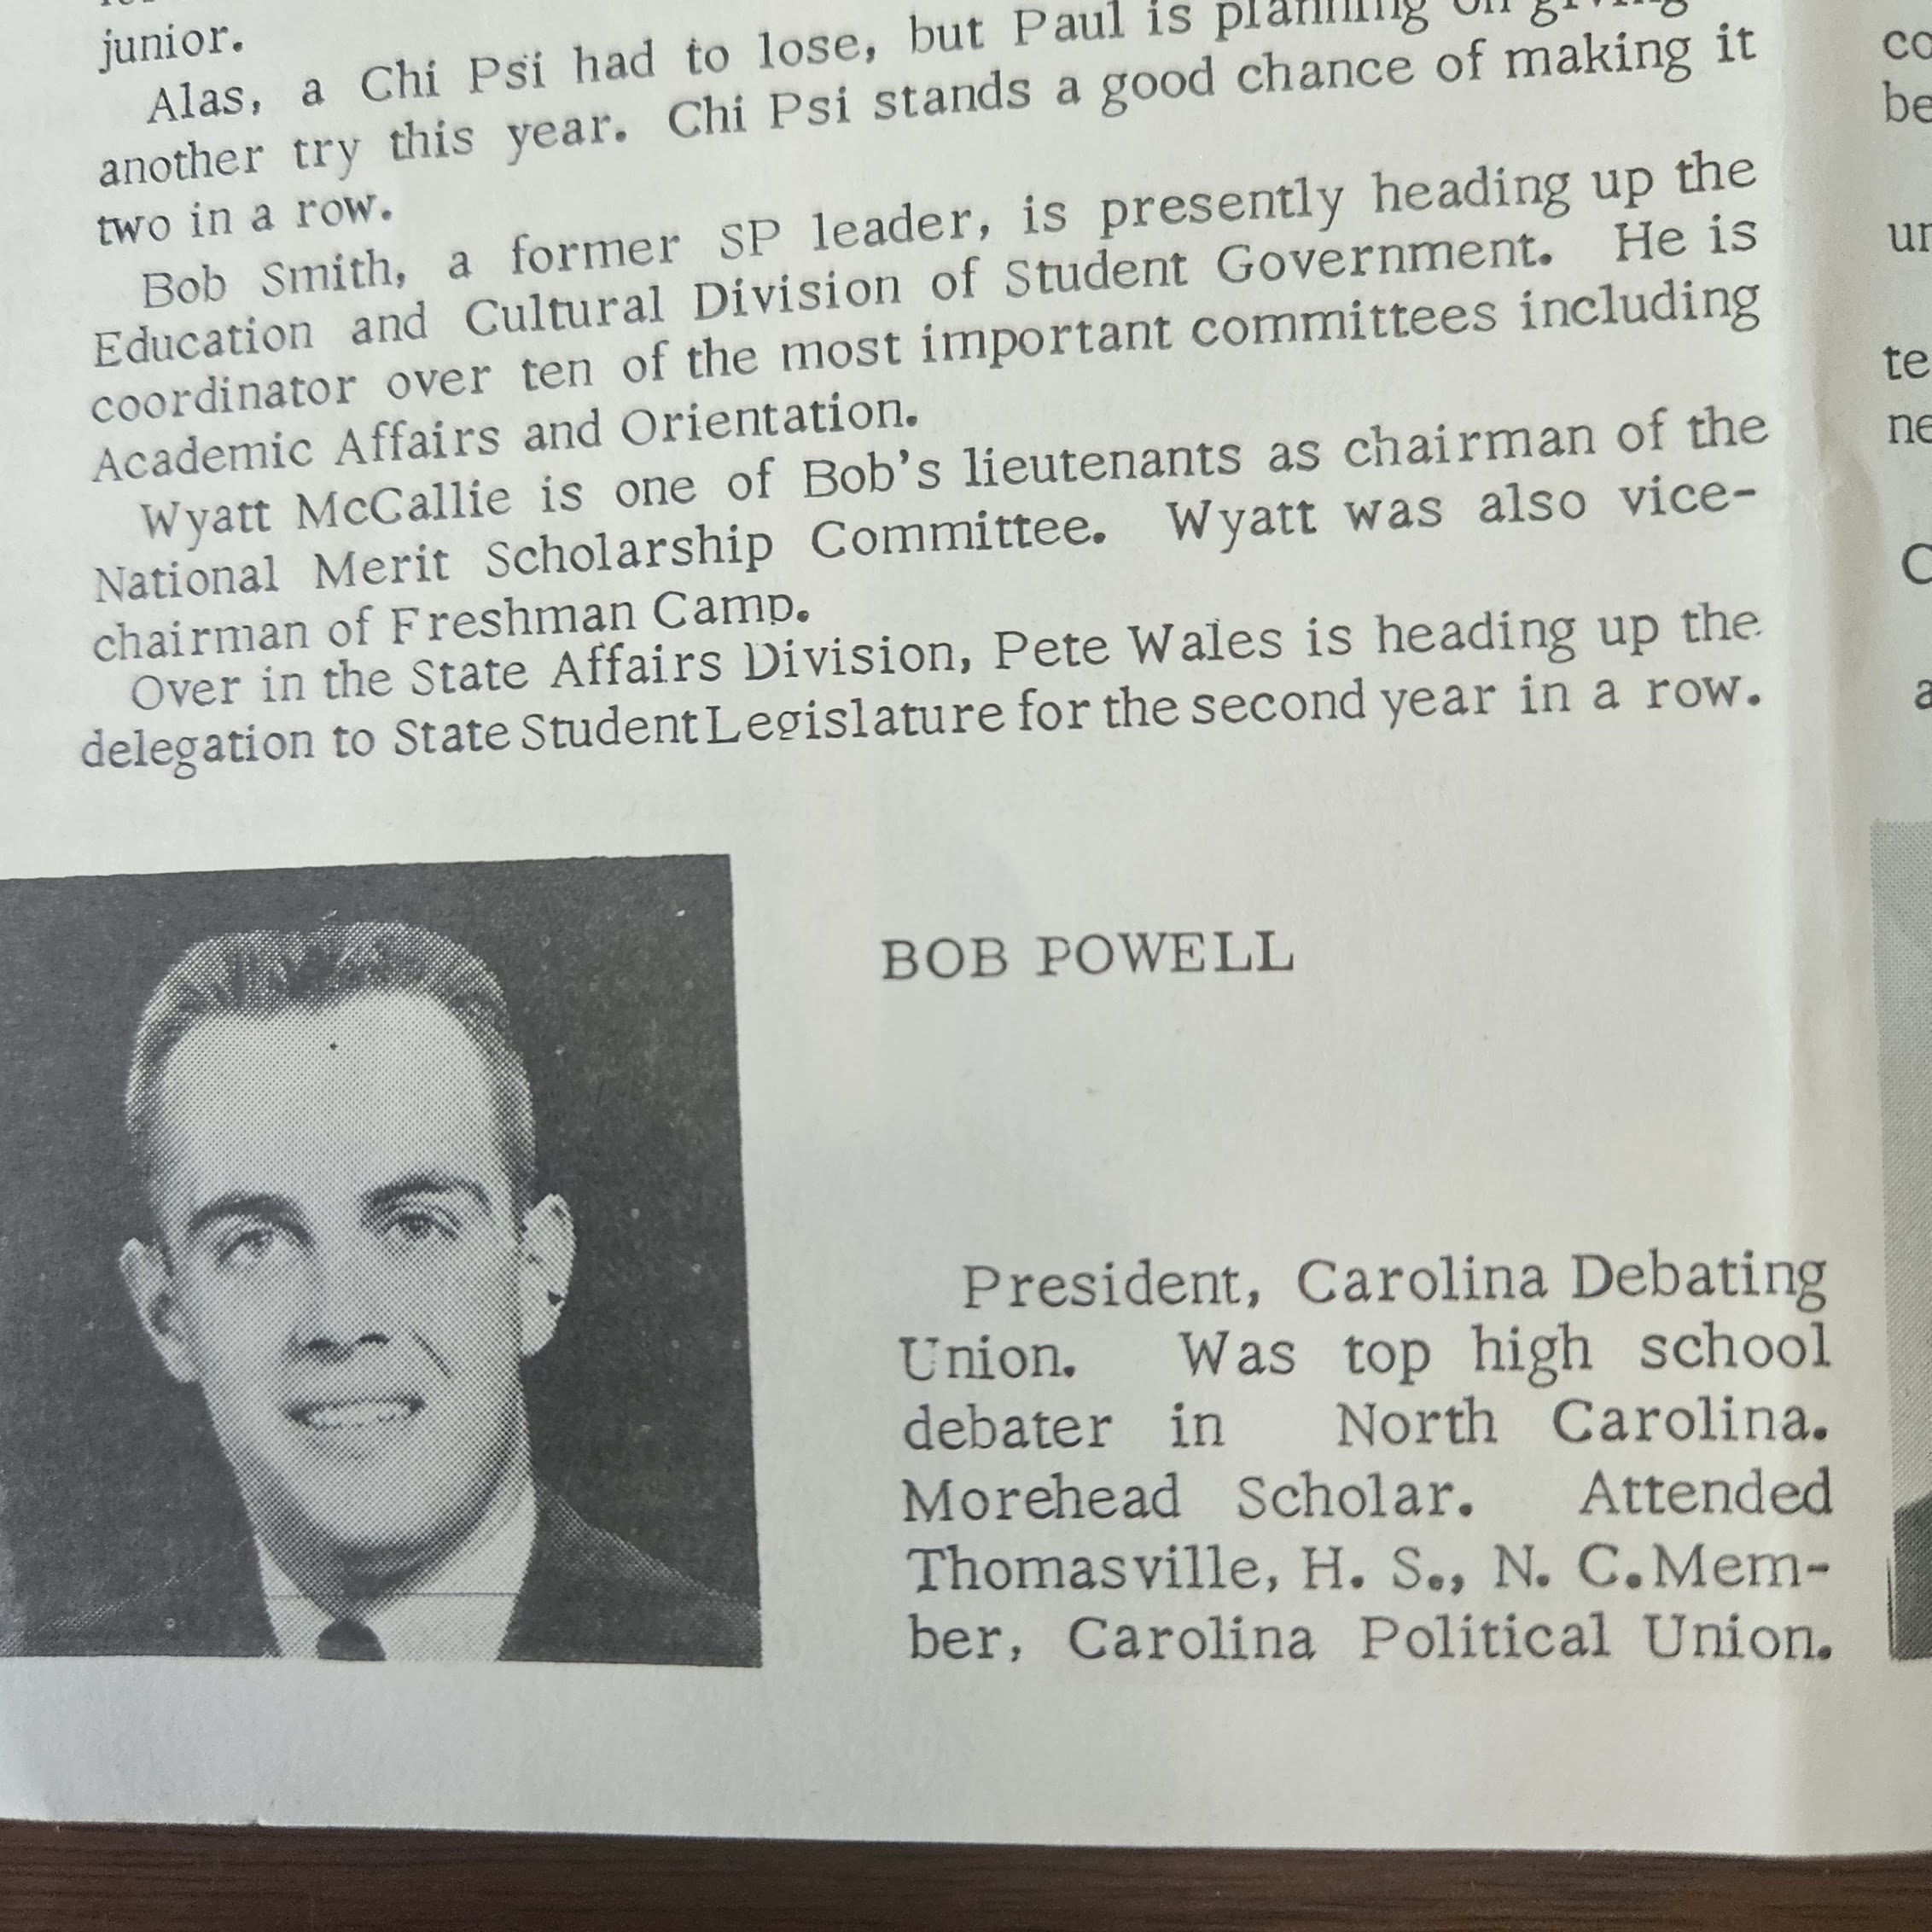 junior.
Alas, a Chi Psi had to lose, but Paul is planning on giving
another try this year. Chi Psi stands a good chance of making it
two in a row.
Bob Smith, a former SP leader, is presently heading up the
Education and Cultural Division of Student Government. He is
coordinator over ten of the most important committees including
Academic Affairs and Orientation.
Wyatt McCallie is one of Bob's lieutenants as chairman of the
National Merit Scholarship Committee. Wyatt was also vice-
chairman of Freshman Camp.
Over in the State Affairs Division, Pete Wales is heading up the
delegation to State Student Legislature for the second year in a row.
BOB POWELL
President, Carolina Debating
Union. Was top high school
debater in North Carolina.
Morehead Scholar. Attended
Thomasville, H. S., N. C. Mem-
ber, Carolina Political Union.